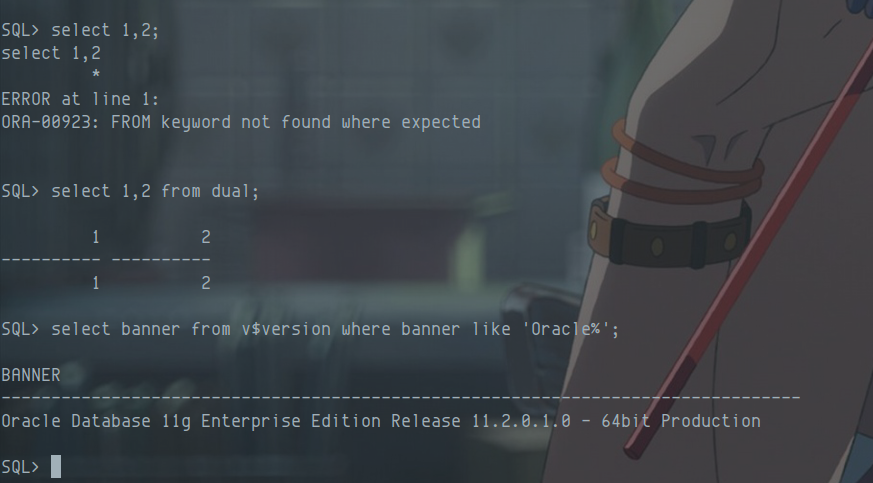 SQL> select 1,2;
select 1,2
         *
ERROR at line 1:
ORA-00923: FROM keyword not found where expected
SQL> select 1,2 from dual;
         1          2
---------- ----------
         1          2
SQL> select banner from v$version where banner like 'Oracle%';
BANNER
--------------------------------------------------------------------------------
Oracle Database 11g Enterprise Edition Release 11.2.0.1.0 - 64bit Production
SQL>